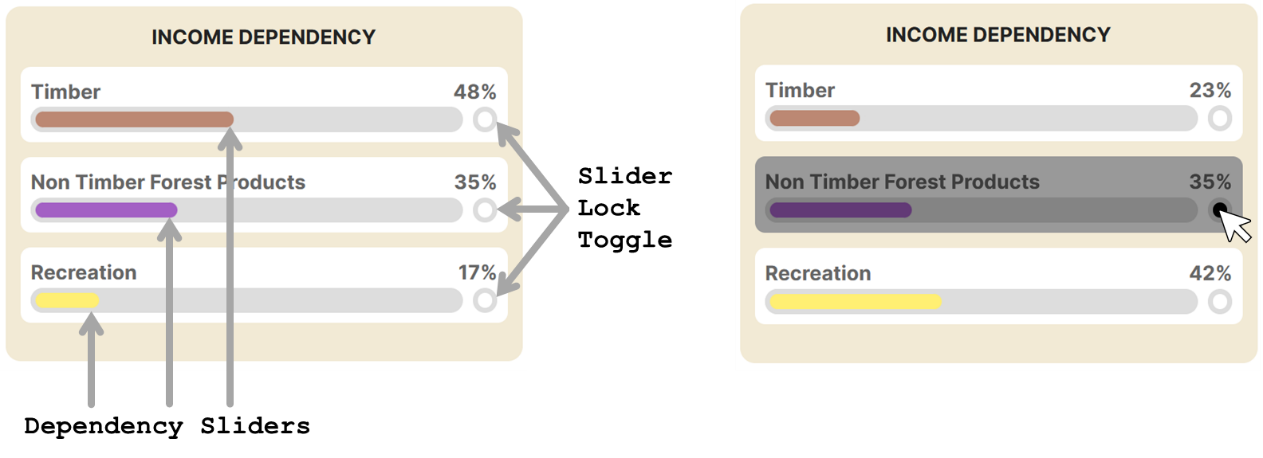 INCOME DEPENDENCY
Timber 48%
Non Timber Forest Products 35%
Recreation 17%
Slider
Lock
Toggle
Dependency Sliders
INCOME DEPENDENCY
Timber 23%
Non Timber Forest Products 35%
Recreation 42%